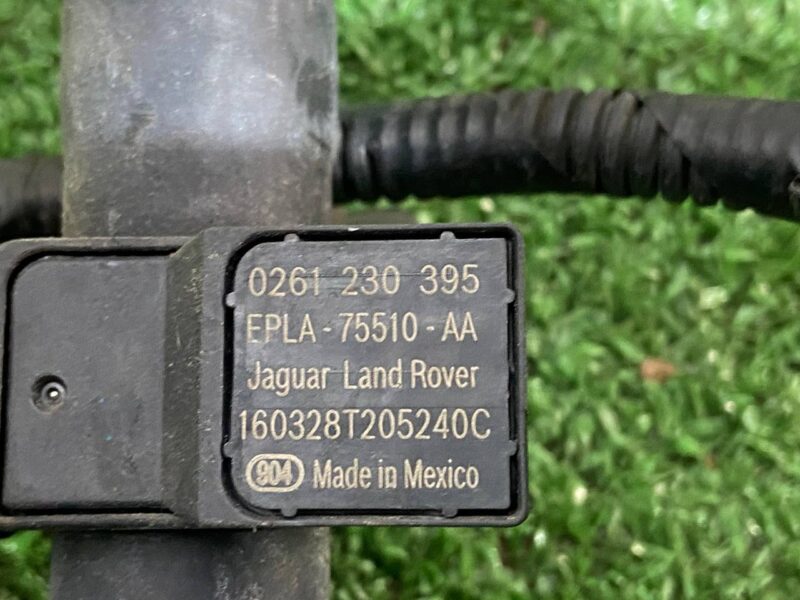 0261 230 395
EPLA-75510-AA
Jaguar Land Rover
160328T205240C
904 Made in Mexico